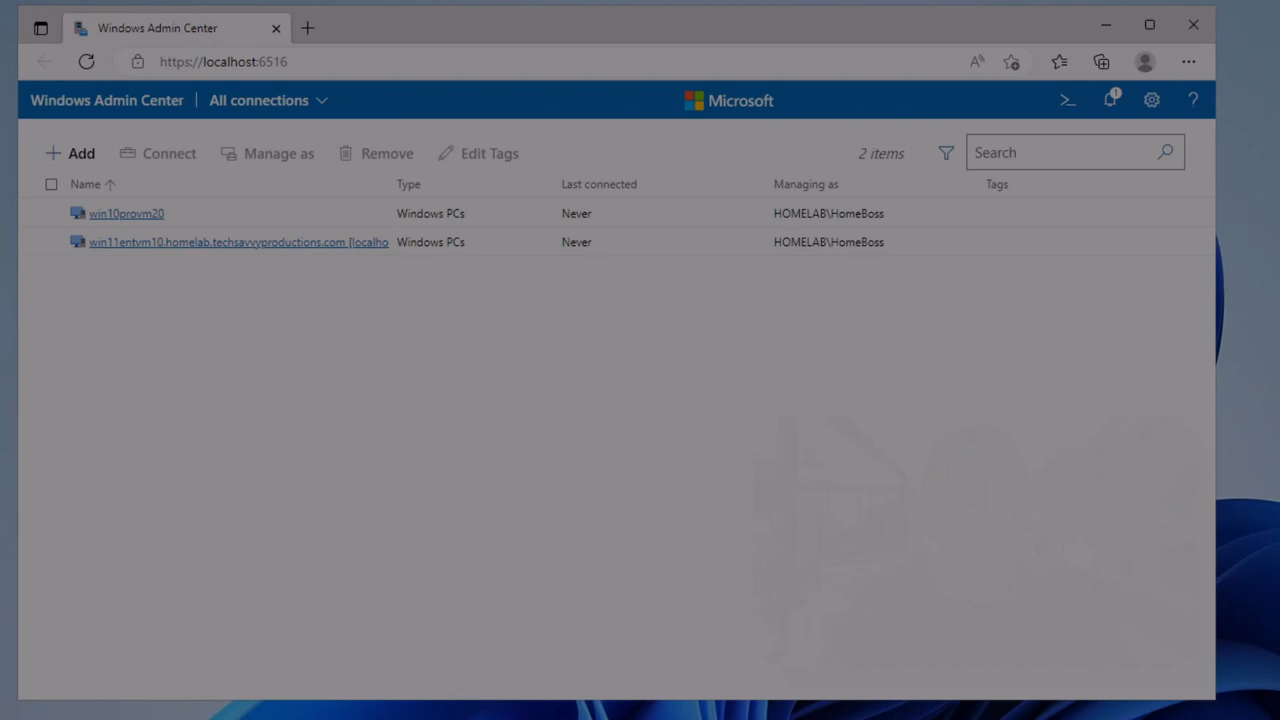 Windows Admin Center
https://localhost:6516
Windows Admin Center | All connections
Microsoft
1
Add Connect Manage as Remove Edit Tags 2 items Search
Name Type Last connected Managing as Tags
win10provm20 Windows PCs Never HOMELAB\HomeBoss
win11entvm10.homelab.techsavvyproductions.com [localho Windows PCs Never HOMELAB\HomeBoss